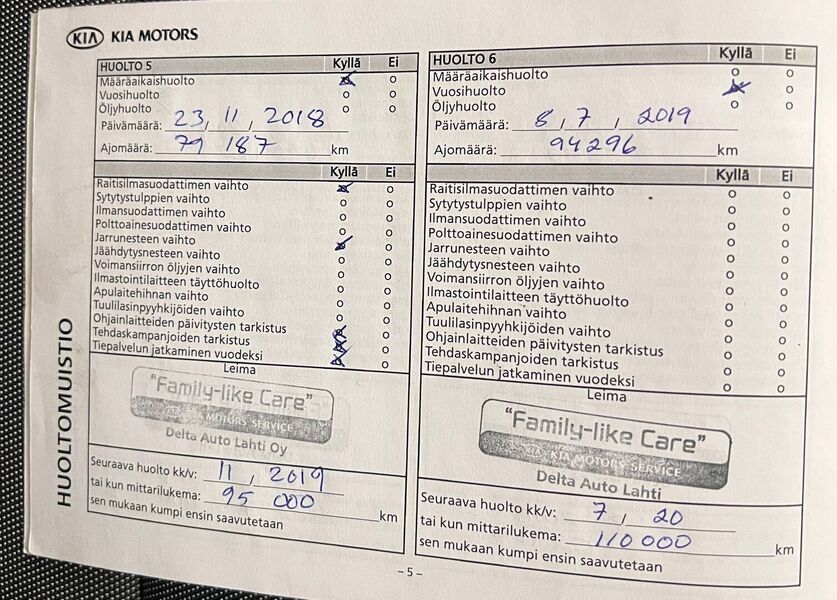 KIA KIA MOTORS
HUOLTO 5 Kyllä Ei
Määräaikaishuolto
Vuosihuolto
Öljyhuolto
Päivämäärä: 23, 11, 2018
Ajomäärä: 79 187 km
Kyllä Ei
Raitisilmasuodattimen vaihto
Sytytystulppien vaihto
Ilmansuodattimen vaihto
Polttoainesuodattimen vaihto
Jarrunesteen vaihto
Jäähdytysnesteen vaihto
Voimansiirron öljyjen vaihto
Ilmastointilaitteen täyttöhuolto
Apulaitehihnan vaihto
Tuulilasinpyyhkijöiden vaihto
Ohjainlaitteiden päivitysten tarkistus
Tehdaskampanjoiden tarkistus
Tiepalvelun jatkaminen vuodeksi
Leima
"Family-like Care"
KIA MOTORS SERVICE
Delta Auto Lahti Oy
Seuraava huolto kk/v: 11, 2019
tai kun mittarilukema: 95 000 km
sen mukaan kumpi ensin saavutetaan
HUOLTO 6 Kyllä Ei
Määräaikaishuolto
Vuosihuolto
Öljyhuolto
Päivämäärä: 8, 7, 2019
Ajomäärä: 94296 km
Kyllä Ei
Raitisilmasuodattimen vaihto
Sytytystulppien vaihto
Ilmansuodattimen vaihto
Polttoainesuodattimen vaihto
Jarrunesteen vaihto
Jäähdytysnesteen vaihto
Voimansiirron öljyjen vaihto
Ilmastointilaitteen täyttöhuolto
Apulaitehihnan vaihto
Tuulilasinpyyhkijöiden vaihto
Ohjainlaitteiden päivitysten tarkistus
Tehdaskampanjoiden tarkistus
Tiepalvelun jatkaminen vuodeksi
Leima
"Family-like Care"
KIA KIA MOTORS SERVICE
Delta Auto Lahti
Seuraava huolto kk/v: 7, 20
tai kun mittarilukema: 110000 km
sen mukaan kumpi ensin saavutetaan
HUOLTOMUISTIO
- 5 -